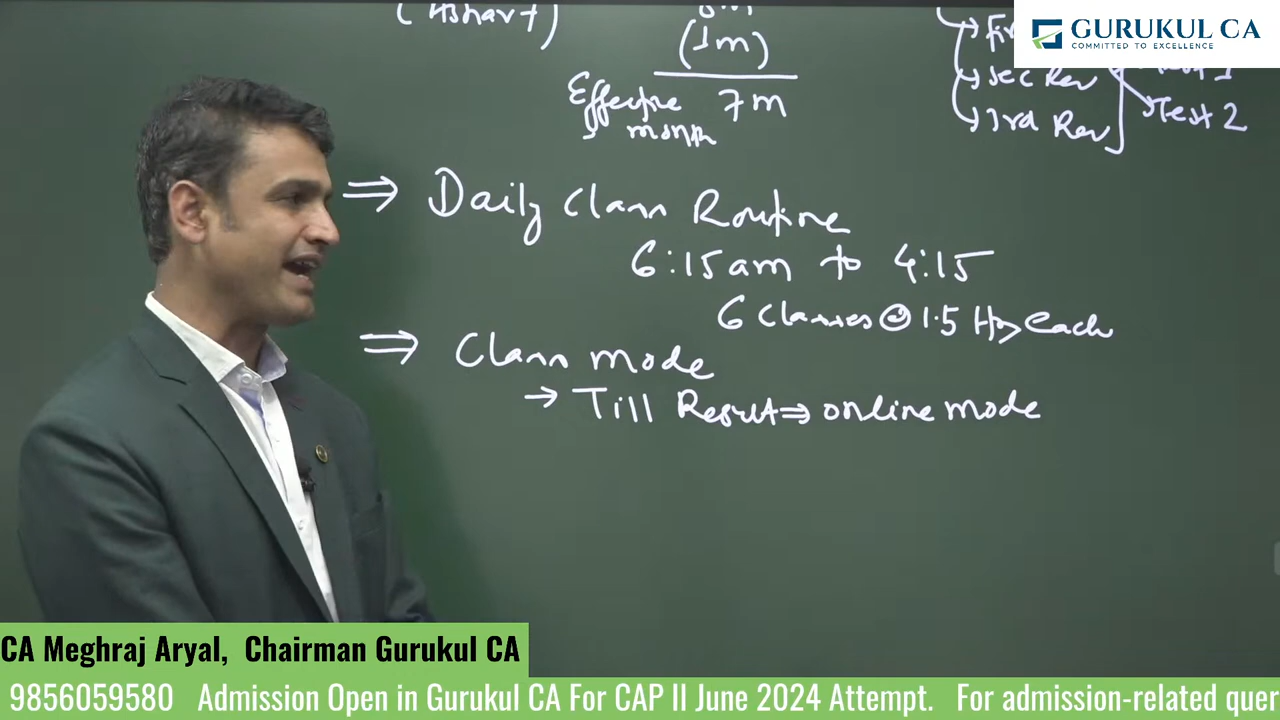 (Ashar +)
(1m)
Effective 7m
month
Sec Rev
3rd Rev
Test 2
GURUKUL CA
COMMITTED TO EXCELLENCE
⇒ Daily Class Routine
6:15am to 4:15
6 Classes @ 1.5 Hrs each
⇒ Class mode
→ Till Result ⇒ online mode
CA Meghraj Aryal, Chairman Gurukul CA
9856059580 Admission Open in Gurukul CA For CAP II June 2024 Attempt. For admission-related quer